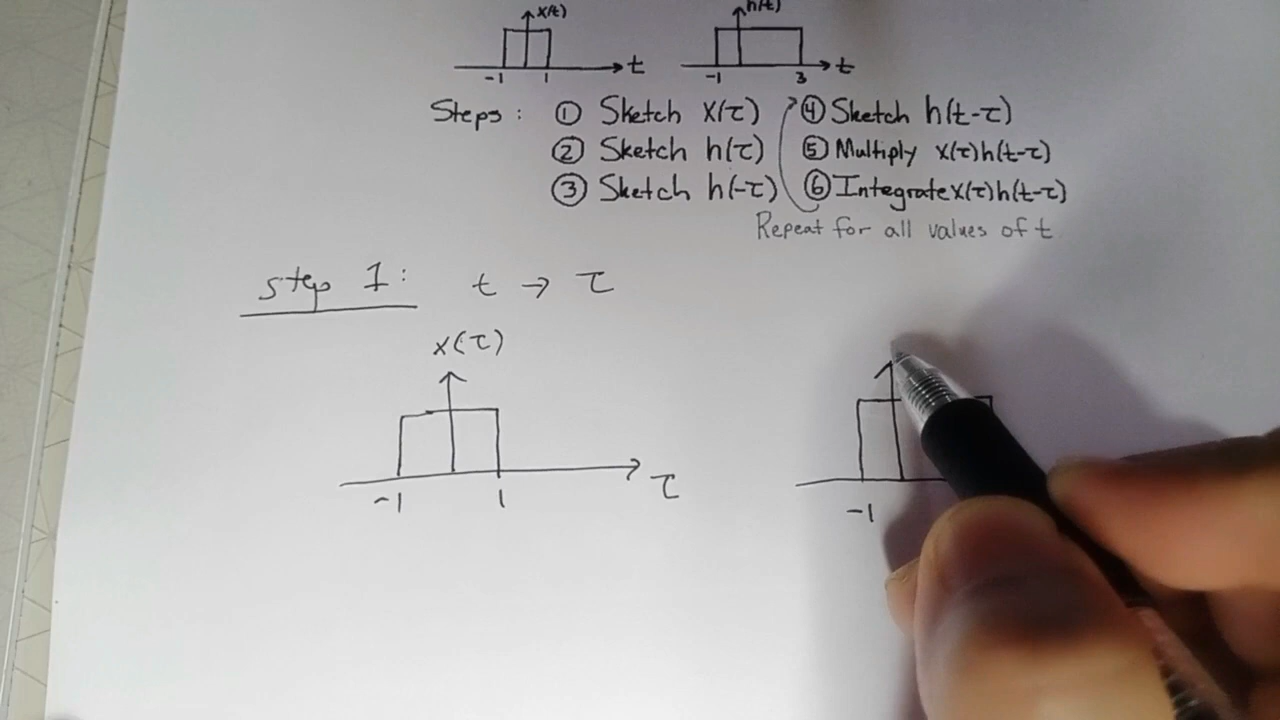 x(t) h(t)
-1 1 t -1 3 t
Steps: ① Sketch x(τ) ④ Sketch h(t-τ)
② Sketch h(τ) ⑤ Multiply x(τ)h(t-τ)
③ Sketch h(-τ) ⑥ Integrate x(τ)h(t-τ)
Repeat for all values of t
step 1: t → τ
x(τ)
-1 1 τ
-1